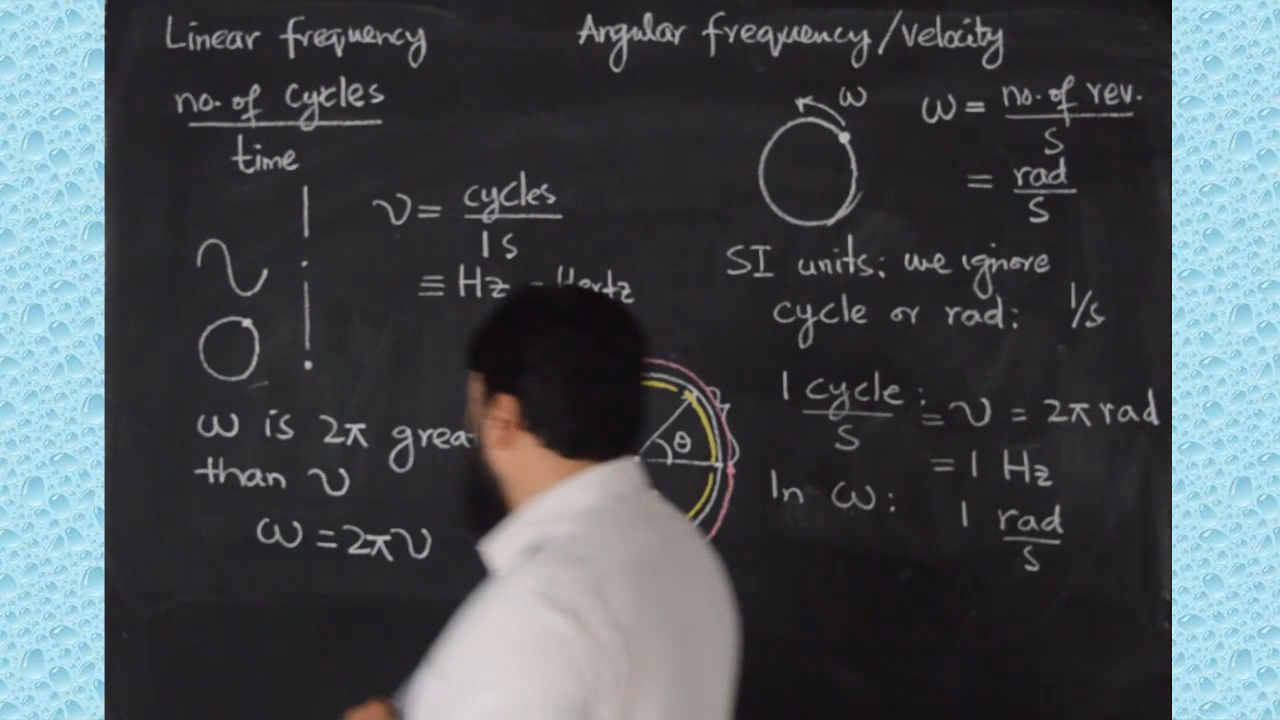 Linear frequency
no. of cycles
time
ν = cycles
1 s
≡ Hz - Hertz
ω is 2π
than ν
ω = 2πν
θ
Angular frequency/velocity
ω
ω = no. of rev.
s
= rad
s
SI units: we ignore
cycle or rad: 1/s
1 cycle :
s
= ν = 2π rad
= 1 Hz
In ω: 1 rad
s